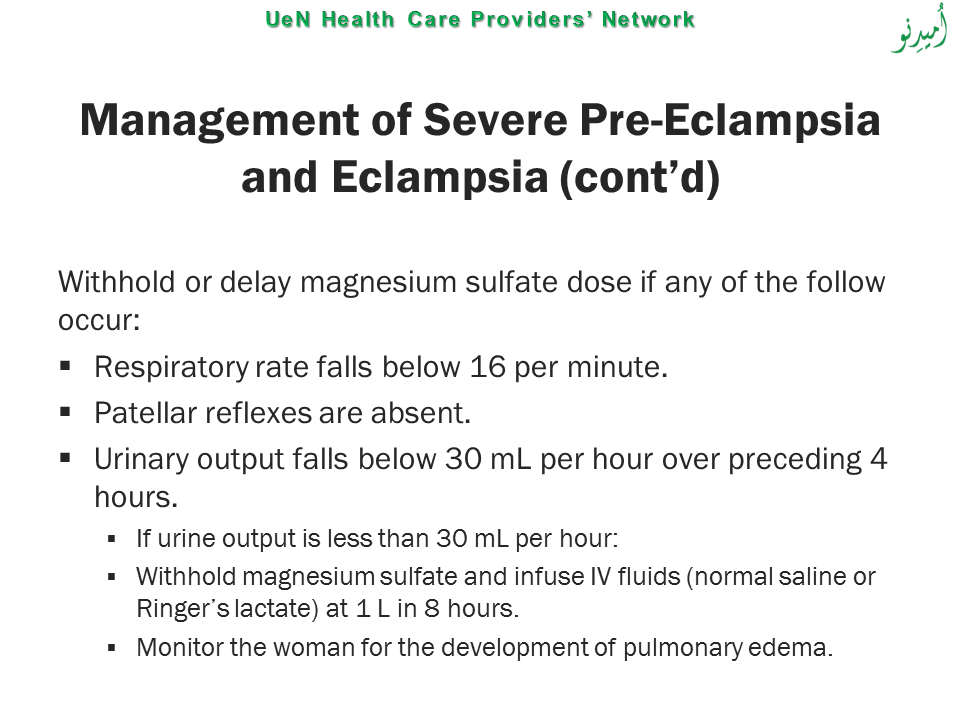 UeN Health Care Providers’ Network
اُمیدِنو
Management of Severe Pre-Eclampsia
and Eclampsia (cont’d)
Withhold or delay magnesium sulfate dose if any of the follow
occur:
▪ Respiratory rate falls below 16 per minute.
▪ Patellar reflexes are absent.
▪ Urinary output falls below 30 mL per hour over preceding 4
hours.
▪ If urine output is less than 30 mL per hour:
▪ Withhold magnesium sulfate and infuse IV fluids (normal saline or
Ringer’s lactate) at 1 L in 8 hours.
▪ Monitor the woman for the development of pulmonary edema.